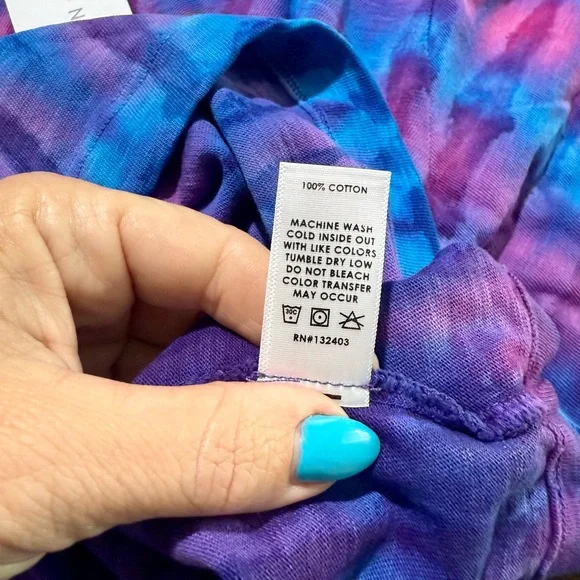 N
100% COTTON
MACHINE WASH
COLD INSIDE OUT
WITH LIKE COLORS
TUMBLE DRY LOW
DO NOT BLEACH
COLOR TRANSFER
MAY OCCUR
30C
RN#132403